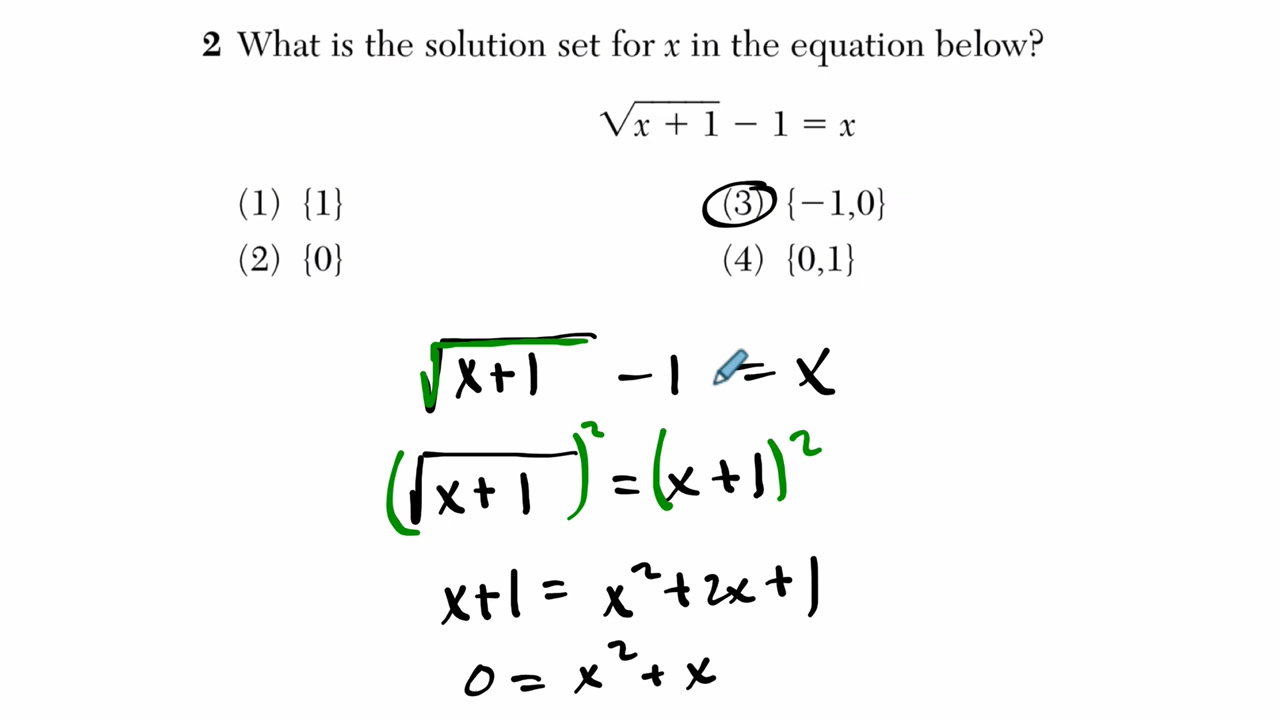 2 What is the solution set for x in the equation below?
√(x + 1) − 1 = x
(1) {1}
(3) {−1,0}
(2) {0}
(4) {0,1}
√(x+1) − 1 = x
(√(x+1))² = (x+1)²
x+1 = x²+2x+1
0 = x²+x